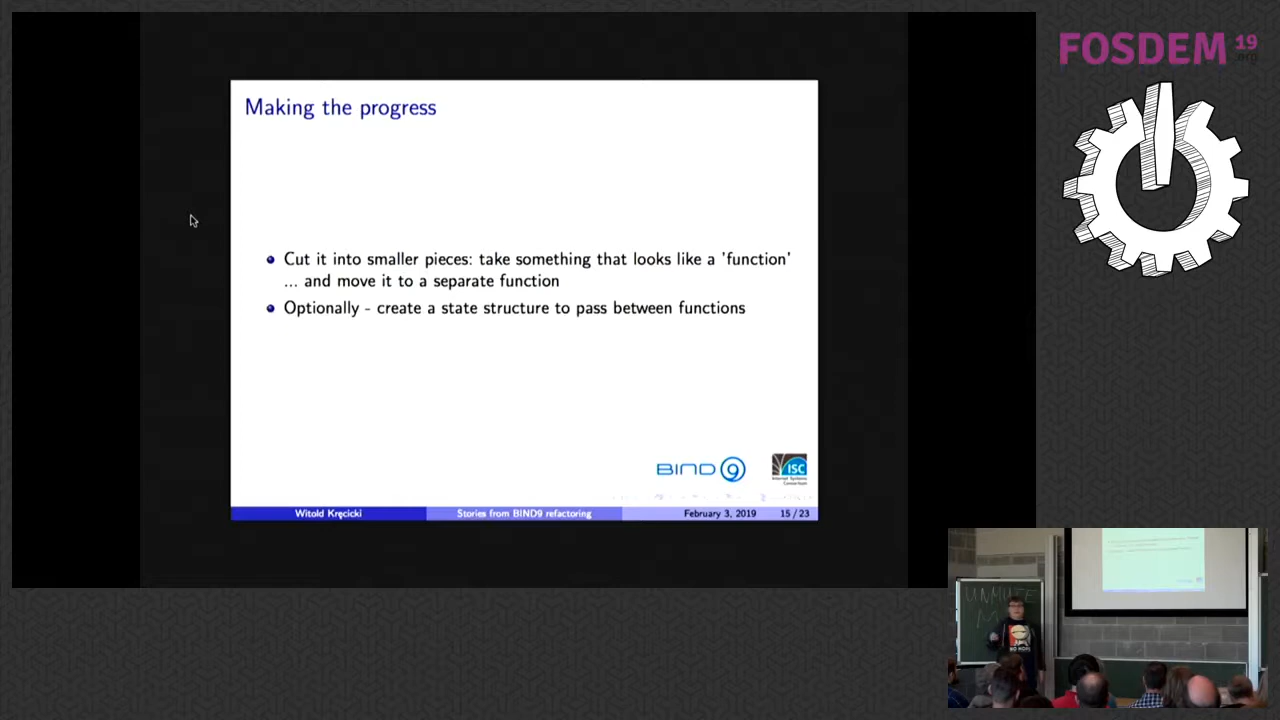 FOSDEM 19
.org
Making the progress
Cut it into smaller pieces: take something that looks like a 'function'
... and move it to a separate function
Optionally - create a state structure to pass between functions
BIND 9
ISC
Internet Systems
Consortium
Witold Kręcicki
Stories from BIND9 refactoring
February 3, 2019
15 / 23
UNMUTE